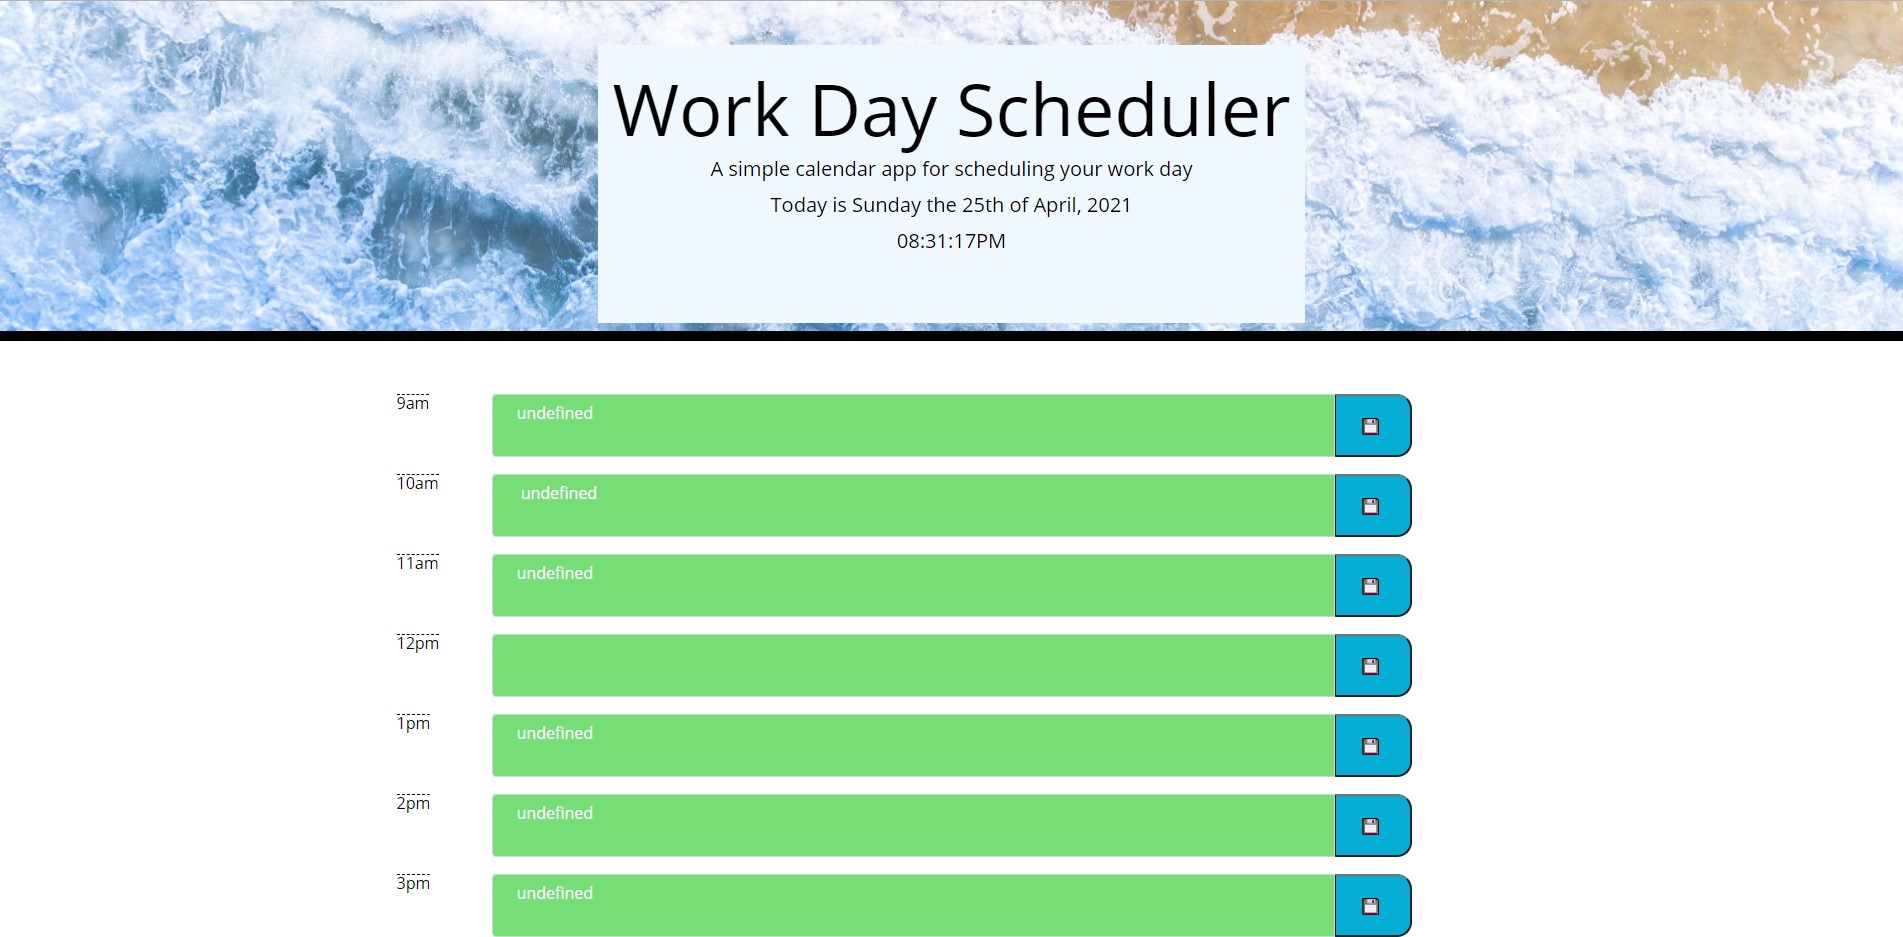 Work Day Scheduler
A simple calendar app for scheduling your work day
Today is Sunday the 25th of April, 2021
08:31:17PM
9am undefined
10am undefined
11am undefined
12pm
1pm undefined
2pm undefined
3pm undefined